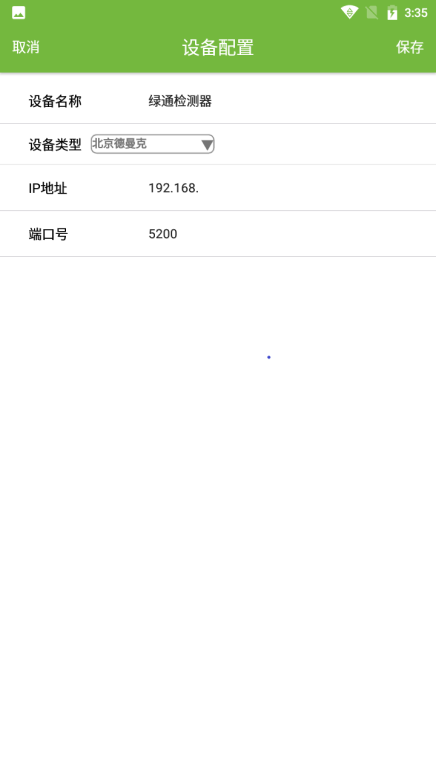 3:35
取消 设备配置 保存
设备名称 绿通检测器
设备类型 北京德曼克
IP地址 192.168.
端口号 5200